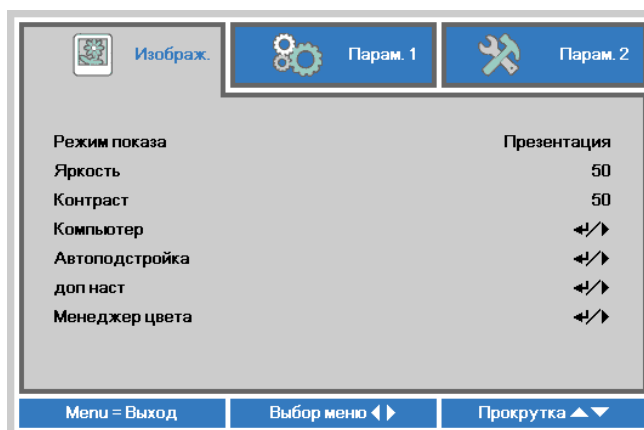 Изображ. Парам. 1 Парам. 2
Режим показа Презентация
Яркость 50
Контраст 50
Компьютер
Автоподстройка
доп наст
Менеджер цвета
Menu = Выход Выбор меню Прокрутка